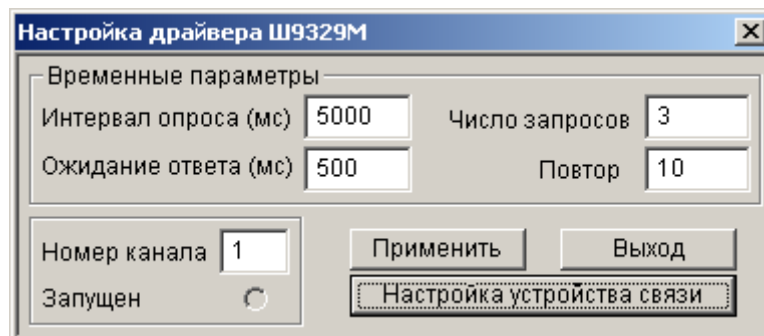 Настройка драйвера Ш9329М
Временные параметры
Интервал опроса (мс) 5000 Число запросов 3
Ожидание ответа (мс) 500 Повтор 10
Номер канала 1 Применить Выход
Запущен Настройка устройства связи